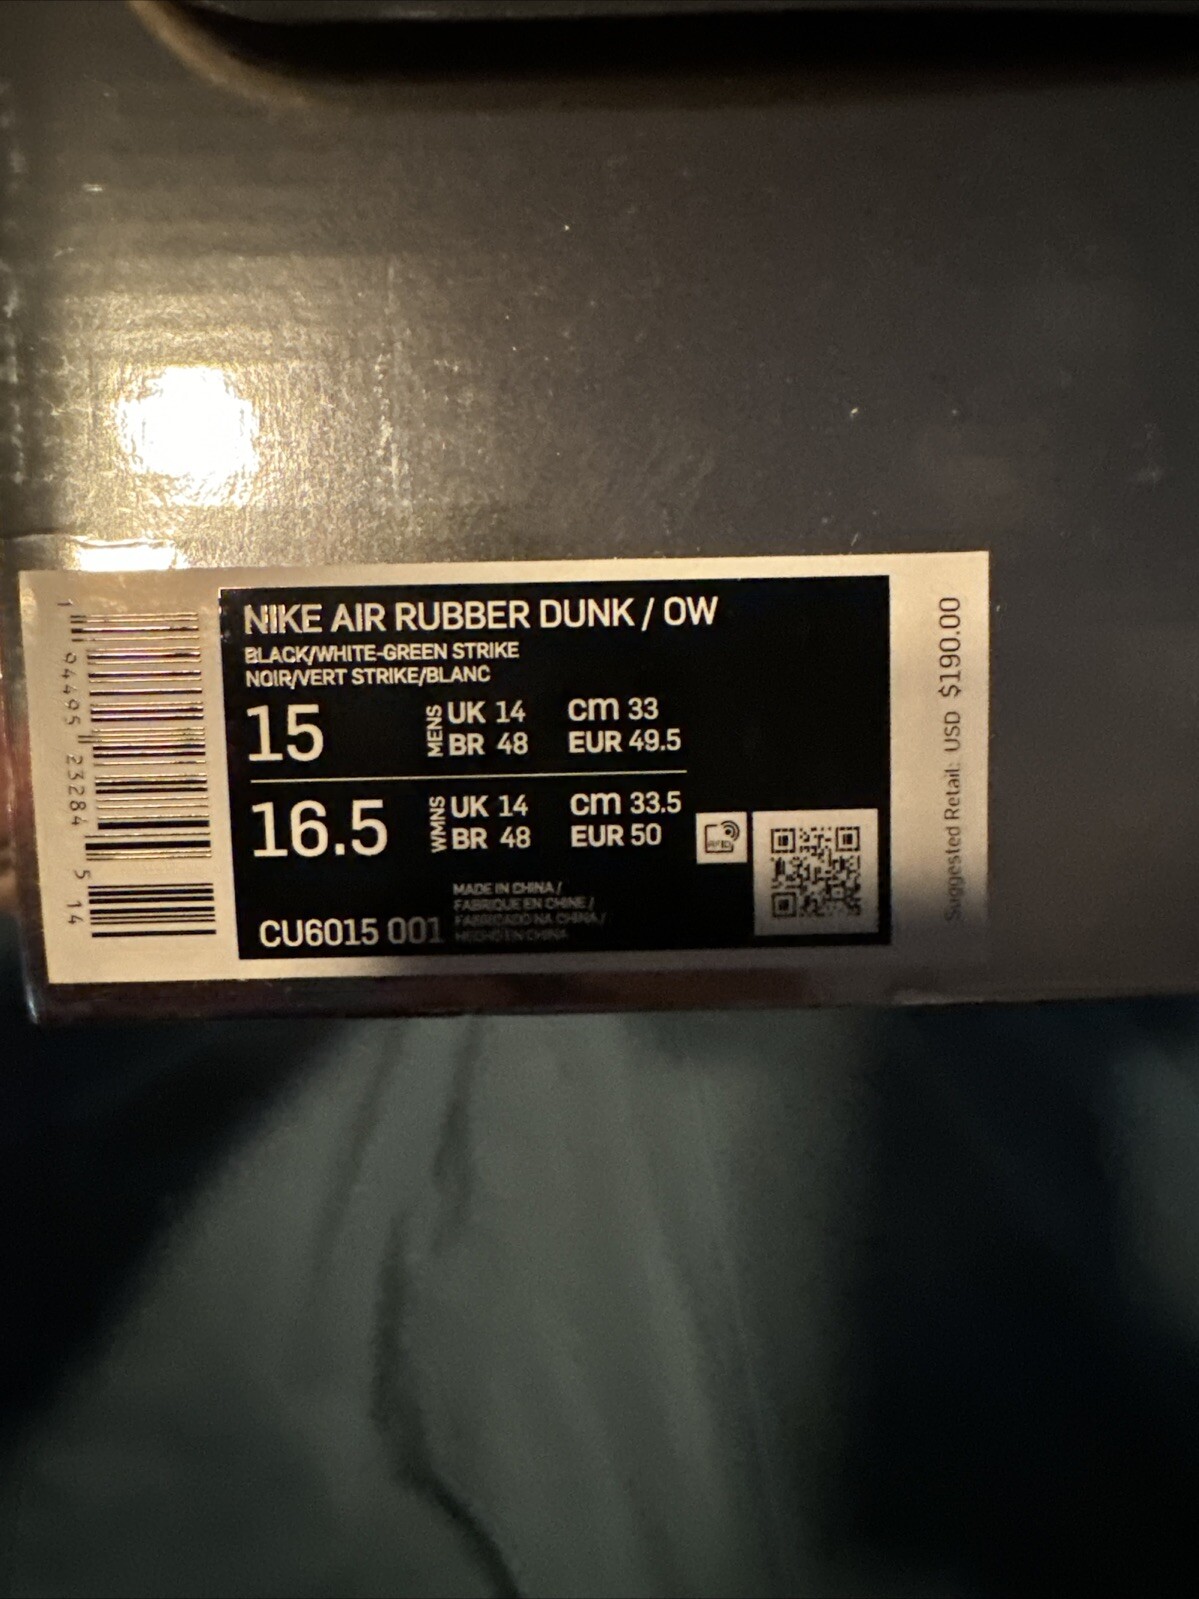 NIKE AIR RUBBER DUNK / OW
BLACK/WHITE-GREEN STRIKE
NOIR/VERT STRIKE/BLANC
15 MENS UK 14 cm 33
BR 48 EUR 49.5
16.5 WMNS UK 14 cm 33.5
BR 48 EUR 50
MADE IN CHINA /
FABRIQUE EN CHINE /
FABRICADO NA CHINA /
HECHO EN CHINA
CU6015 001
1 94495 23284 5 14
Suggested Retail: USD $190.00
RFID